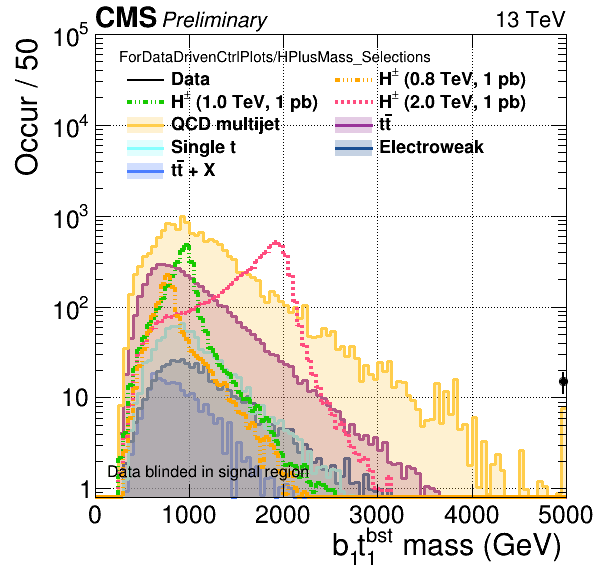 CMS Preliminary 13 TeV
Occur / 50
ForDataDrivenCtrlPlots/HPlusMass_Selections
Data H± (0.8 TeV, 1 pb)
H± (1.0 TeV, 1 pb) H± (2.0 TeV, 1 pb)
QCD multijet tt̄
Single t Electroweak
tt̄ + X
10⁵
10⁴
10³
10²
10
1
Data blinded in signal region
0 1000 2000 3000 4000 5000
b₁t₁ᵇˢᵗ mass (GeV)